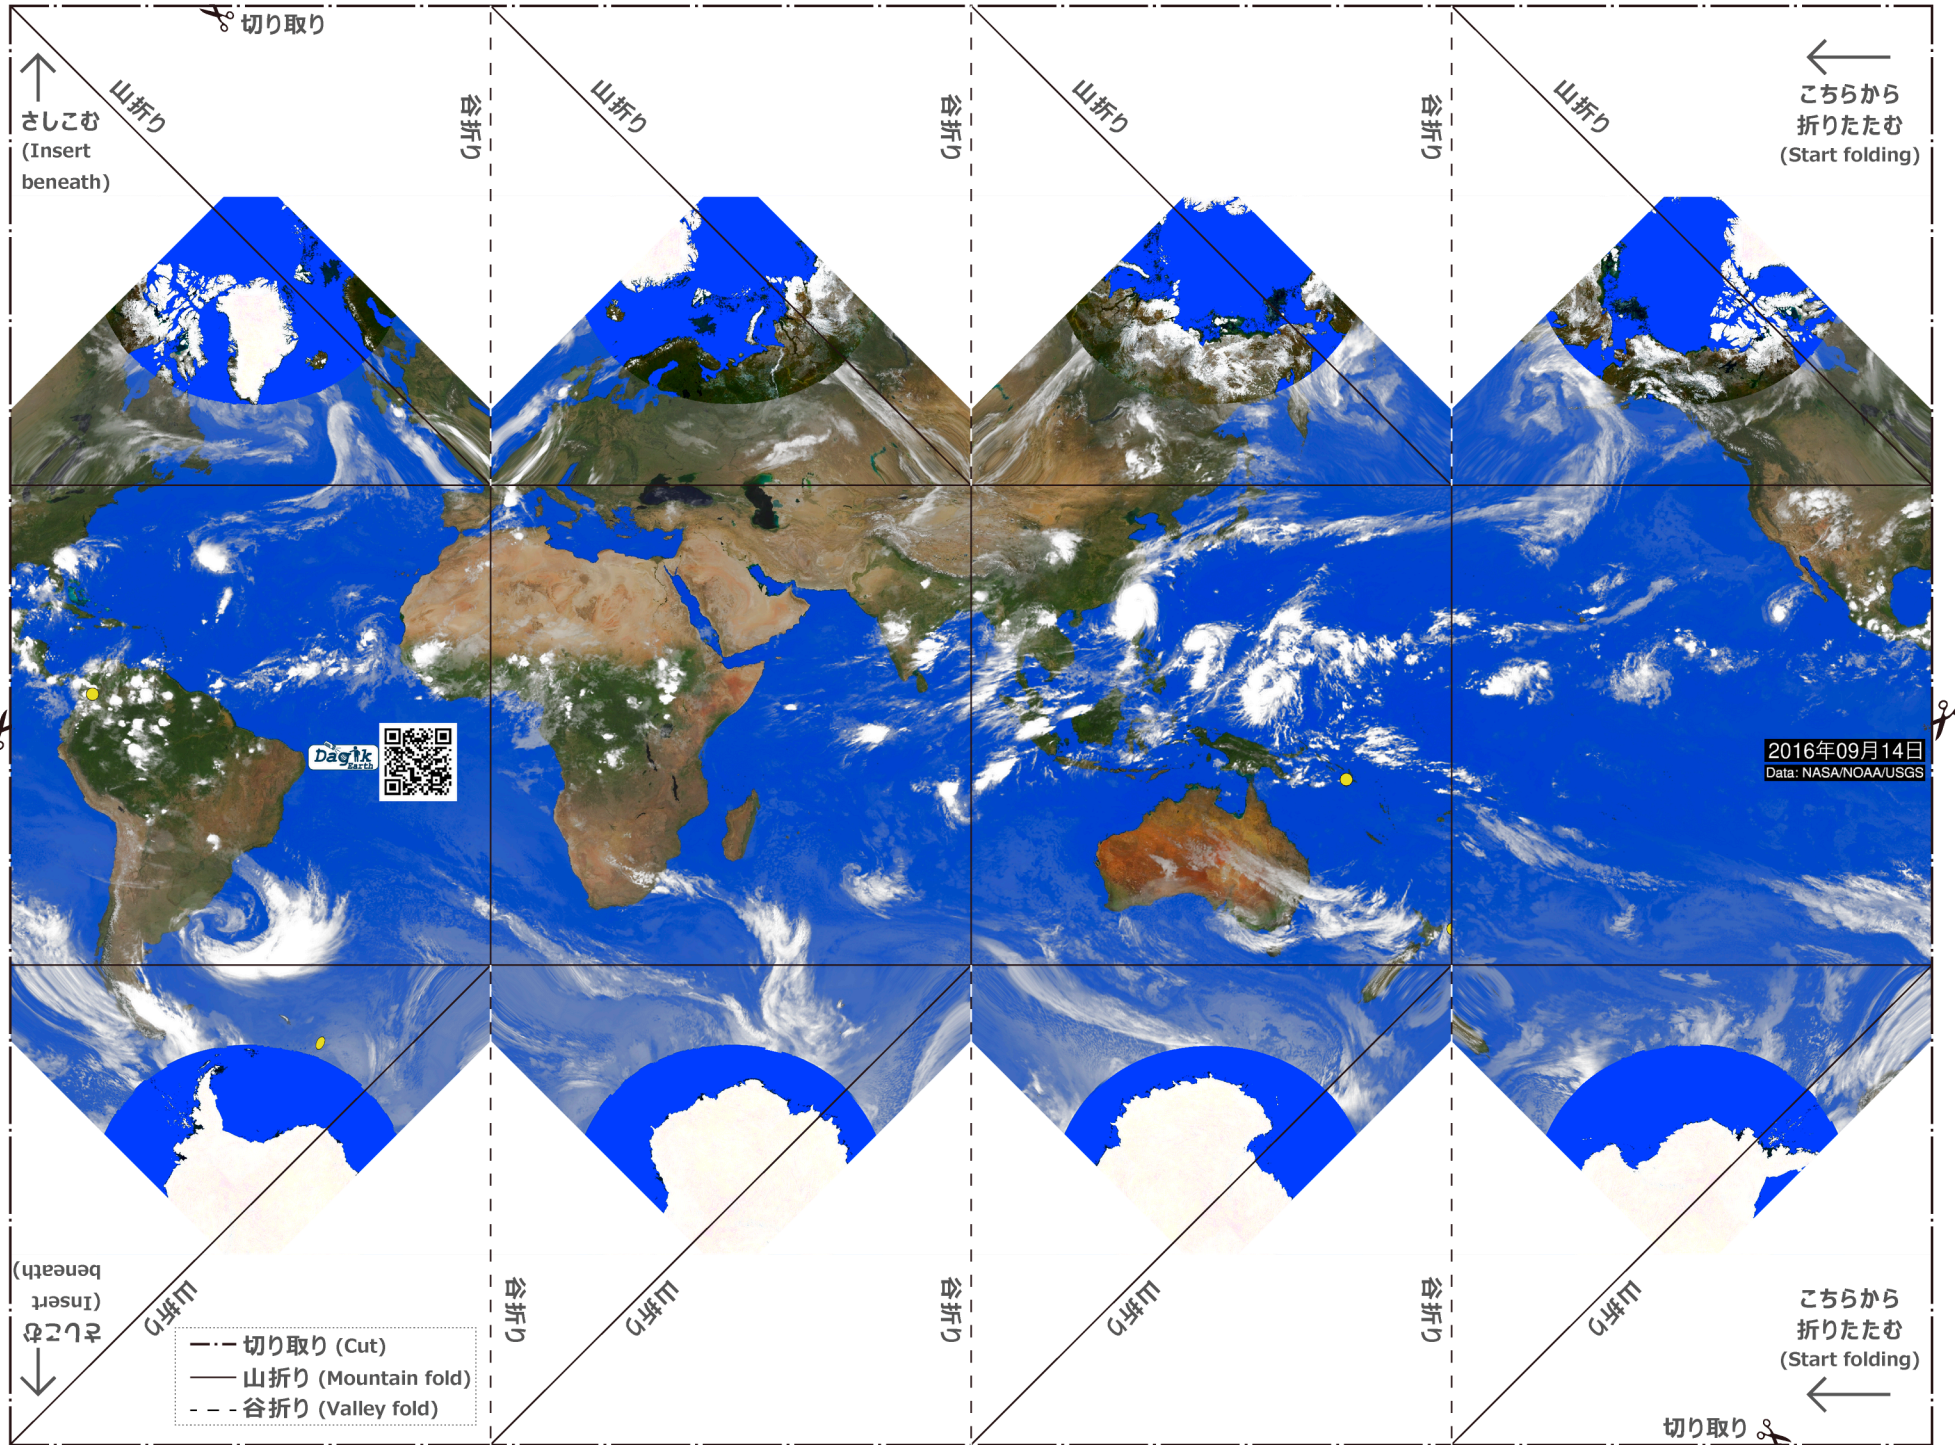 切り取り
さしこむ
(Insert
beneath)
山折り
谷折り
山折り
谷折り
山折り
谷折り
山折り
こちらから
折りたたむ
(Start folding)
Dagik
Earth
2016年09月14日
Data: NASA/NOAA/USGS
さしこむ
(Insert
beneath)
山折り
谷折り
山折り
谷折り
山折り
谷折り
山折り
こちらから
折りたたむ
(Start folding)
切り取り (Cut)
山折り (Mountain fold)
谷折り (Valley fold)
切り取り